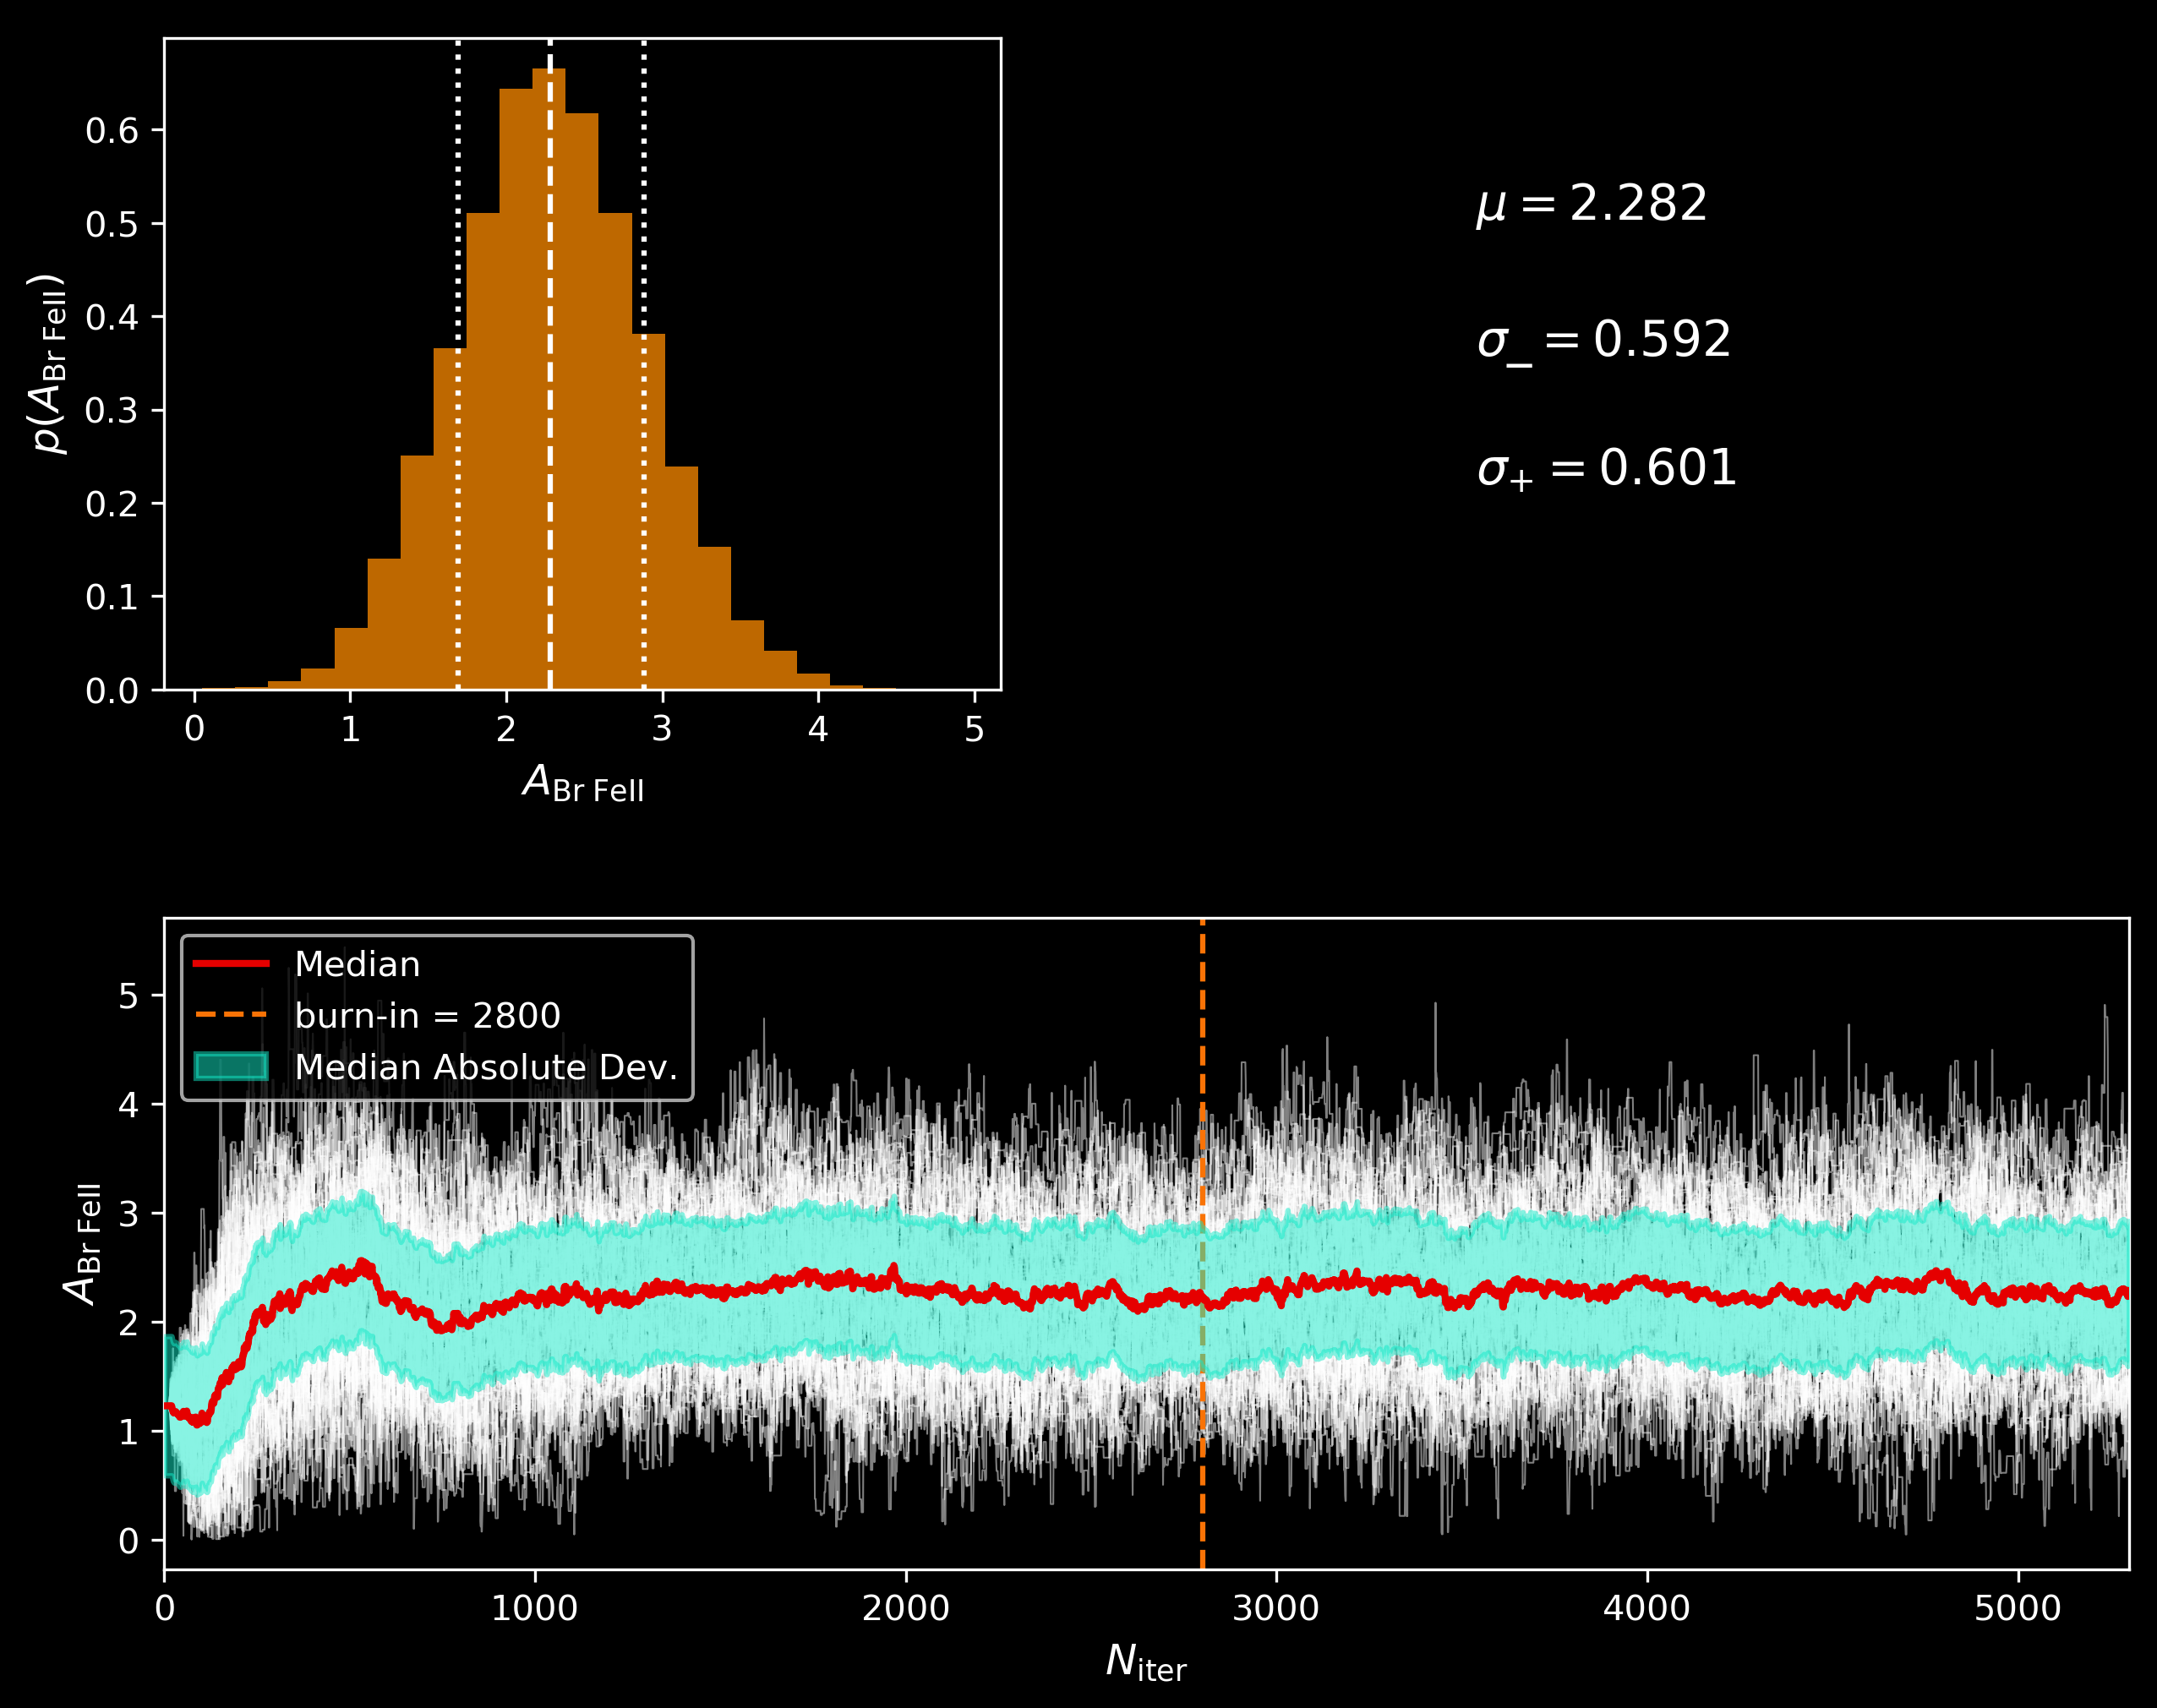 p(A_Br FeII)
0.6
0.5
0.4
0.3
0.2
0.1
0.0
0 1 2 3 4 5
A_Br FeII
μ = 2.282
σ_− = 0.592
σ_+ = 0.601
Median
burn-in = 2800
Median Absolute Dev.
A_Br FeII
5
4
3
2
1
0
0 1000 2000 3000 4000 5000
N_iter